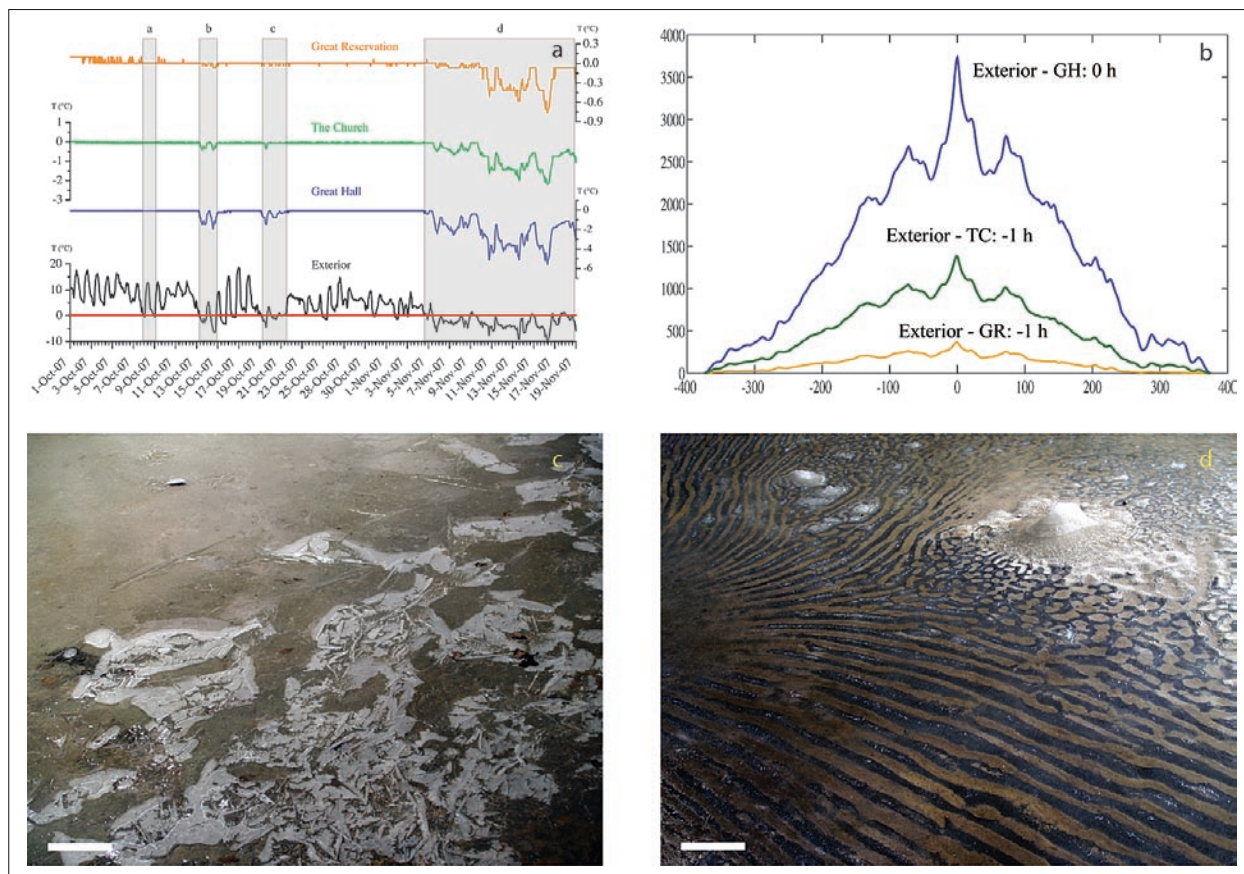 a b c d
T (°C)
Great Reservation
a
0.3
0.0
-0.3
-0.6
-0.9
T (°C)
1
0
-1
-2
-3
The Church
T (°C)
Great Hall
0
-2
-4
-6
T (°C)
20
10
0
-10
Exterior
1-Oct-07
3-Oct-07
5-Oct-07
7-Oct-07
9-Oct-07
11-Oct-07
13-Oct-07
15-Oct-07
17-Oct-07
19-Oct-07
21-Oct-07
23-Oct-07
25-Oct-07
28-Oct-07
30-Oct-07
1-Nov-07
3-Nov-07
5-Nov-07
7-Nov-07
9-Nov-07
11-Nov-07
13-Nov-07
15-Nov-07
17-Nov-07
19-Nov-07
b
4000
3500
3000
2500
2000
1500
1000
500
0
Exterior - GH: 0 h
Exterior - TC: -1 h
Exterior - GR: -1 h
-400 -300 -200 -100 0 100 200 300 400
c
d